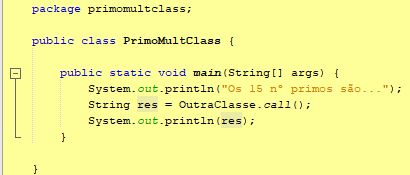 package primomultclass;
public class PrimoMultClass {
public static void main(String[] args) {
System.out.println("Os 15 nº primos são...");
String res = OutraClasse.call();
System.out.println(res);
}
}